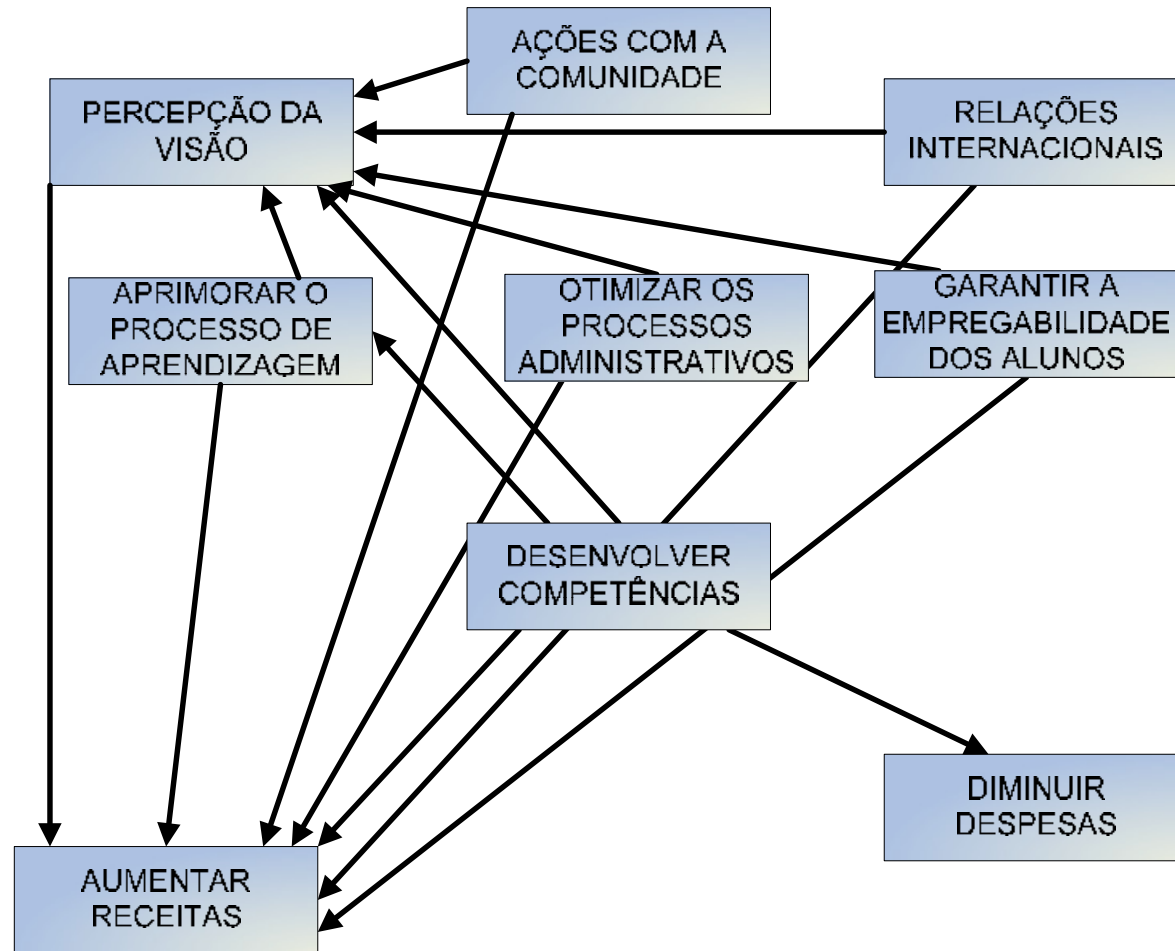 AÇÕES COM A
COMUNIDADE
PERCEPÇÃO DA
VISÃO
RELAÇÕES
INTERNACIONAIS
APRIMORAR O
PROCESSO DE
APRENDIZAGEM
OTIMIZAR OS
PROCESSOS
ADMINISTRATIVOS
GARANTIR A
EMPREGABILIDADE
DOS ALUNOS
DESENVOLVER
COMPETÊNCIAS
DIMINUIR
DESPESAS
AUMENTAR
RECEITAS